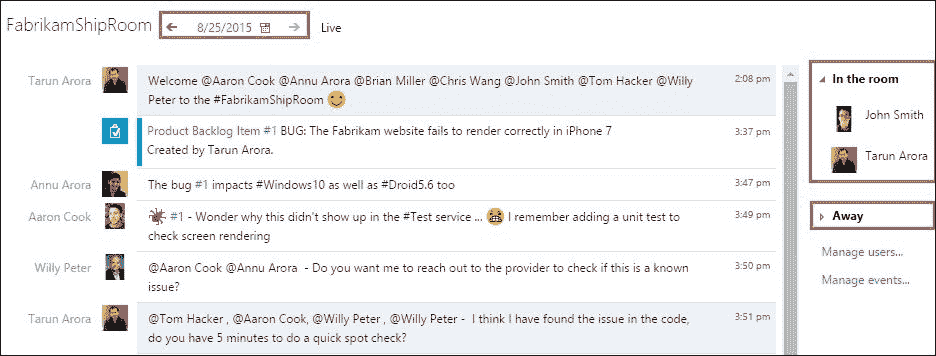 FabrikamShipRoom 8/25/2015 Live
Tarun Arora
Welcome @Aaron Cook @Annu Arora @Brian Miller @Chris Wang @John Smith @Tom Hacker @Willy
Peter to the #FabrikamShipRoom
2:08 pm
Product Backlog Item #1 BUG: The Fabrikam website fails to render correctly in iPhone 7
Created by Tarun Arora.
3:37 pm
Annu Arora
The bug #1 impacts #Windows10 as well as #Droid5.6 too
3:47 pm
Aaron Cook
#1 - Wonder why this didn't show up in the #Test service ... I remember adding a unit test to
check screen rendering
3:49 pm
Willy Peter
@Aaron Cook @Annu Arora - Do you want me to reach out to the provider to check if this is a known
issue?
3:50 pm
Tarun Arora
@Tom Hacker , @Aaron Cook, @Willy Peter , @Willy Peter - I think I have found the issue in the code,
do you have 5 minutes to do a quick spot check?
3:51 pm
In the room
John Smith
Tarun Arora
Away
Manage users...
Manage events...